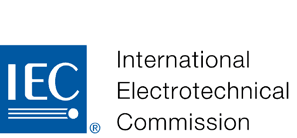 IEC
®
International
Electrotechnical
Commission